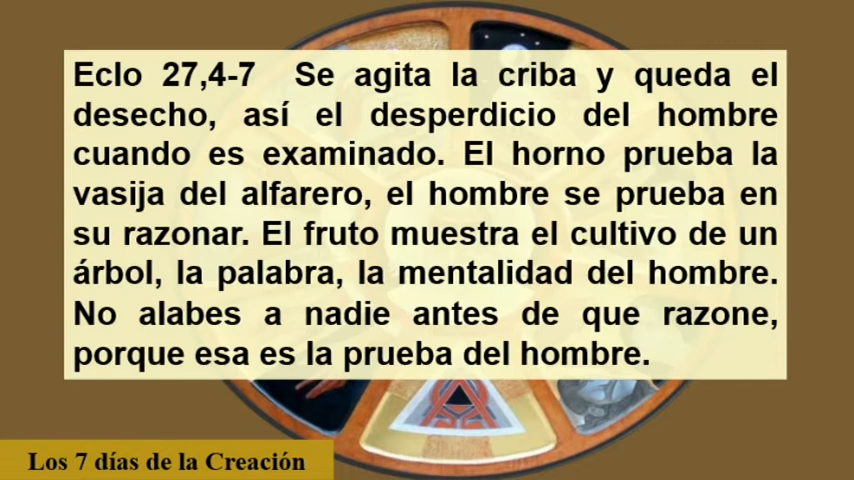 Eclo 27,4-7 Se agita la criba y queda el
desecho, así el desperdicio del hombre
cuando es examinado. El horno prueba la
vasija del alfarero, el hombre se prueba en
su razonar. El fruto muestra el cultivo de un
árbol, la palabra, la mentalidad del hombre.
No alabes a nadie antes de que razone,
porque esa es la prueba del hombre.
Los 7 días de la Creación